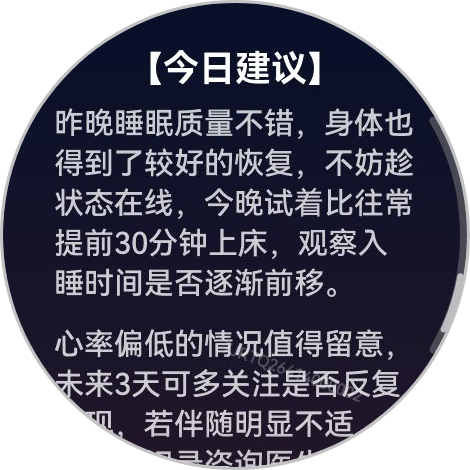 【今日建议】
昨晚睡眠质量不错，身体也
得到了较好的恢复，不妨趁
状态在线，今晚试着比往常
提前30分钟上床，观察入
睡时间是否逐渐前移。
心率偏低的情况值得留意，
未来3天可多关注是否反复
现，若伴随明显不适
咨询医生